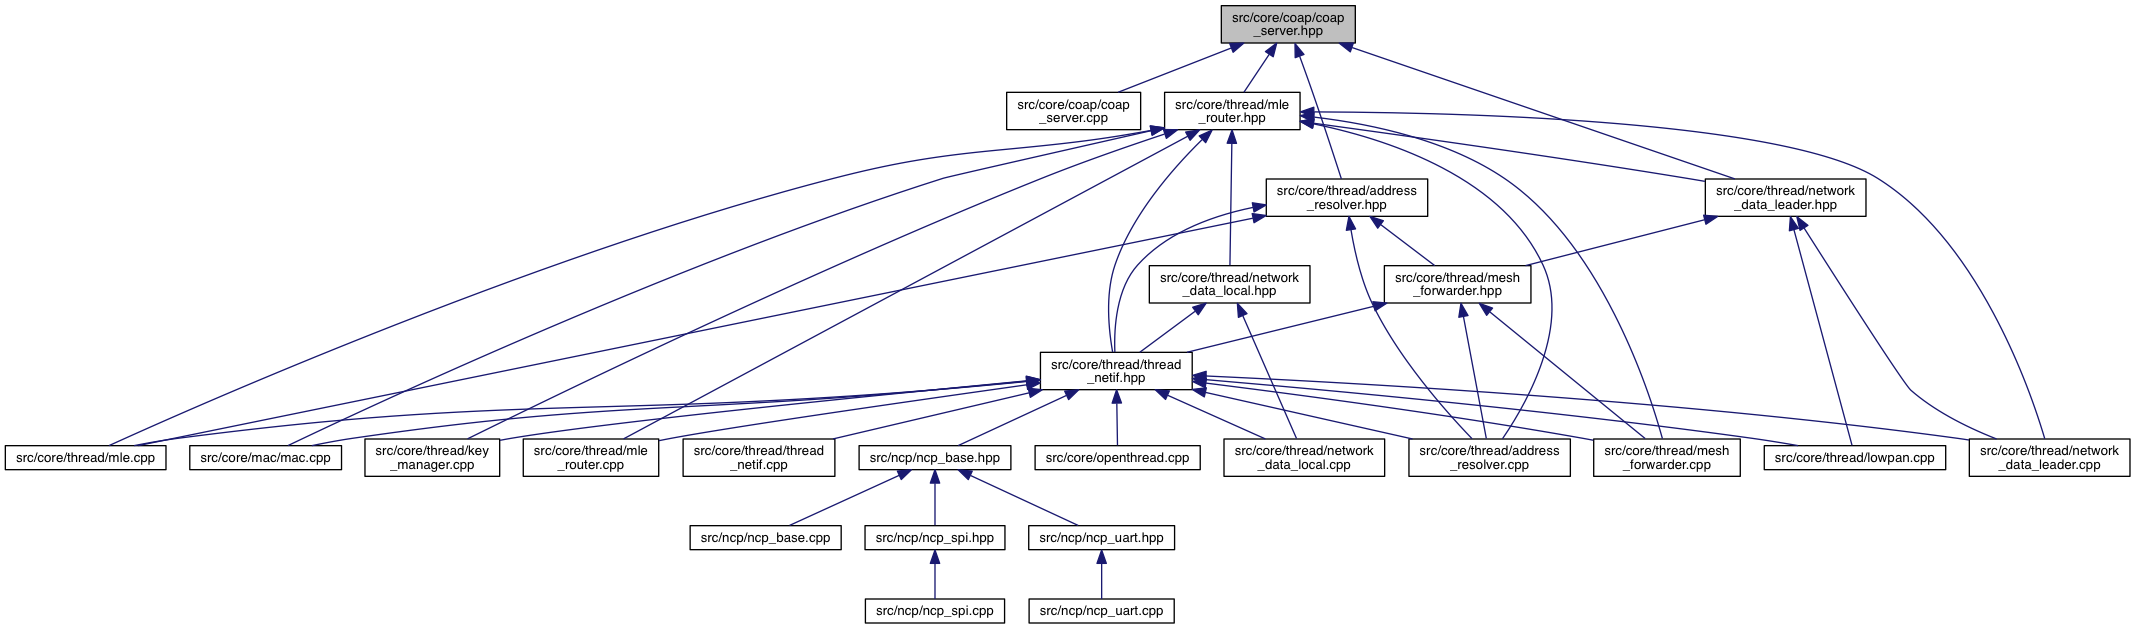 src/core/coap/coap
_server.hpp
src/core/coap/coap
_server.cpp
src/core/thread/mle
_router.hpp
src/core/thread/address
_resolver.hpp
src/core/thread/network
_data_leader.hpp
src/core/thread/network
_data_local.hpp
src/core/thread/mesh
_forwarder.hpp
src/core/thread/thread
_netif.hpp
src/core/thread/mle.cpp
src/core/mac/mac.cpp
src/core/thread/key
_manager.cpp
src/core/thread/mle
_router.cpp
src/core/thread/thread
_netif.cpp
src/ncp/ncp_base.hpp
src/core/openthread.cpp
src/core/thread/network
_data_local.cpp
src/core/thread/address
_resolver.cpp
src/core/thread/mesh
_forwarder.cpp
src/core/thread/lowpan.cpp
src/core/thread/network
_data_leader.cpp
src/ncp/ncp_base.cpp
src/ncp/ncp_spi.hpp
src/ncp/ncp_uart.hpp
src/ncp/ncp_spi.cpp
src/ncp/ncp_uart.cpp